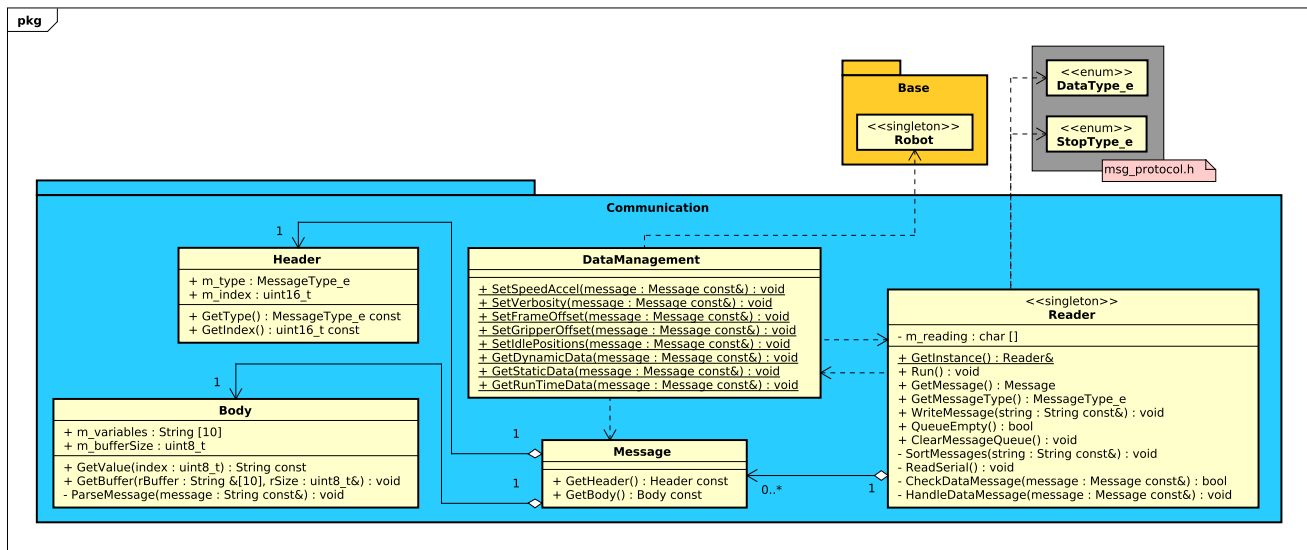 pkg
Base
<<singleton>>
Robot
<<enum>>
DataType_e
<<enum>>
StopType_e
msg_protocol.h
Communication
1
Header
+ m_type : MessageType_e
+ m_index : uint16_t
+ GetType() : MessageType_e const
+ GetIndex() : uint16_t const
DataManagement
+ SetSpeedAccel(message : Message const&) : void
+ SetVerbosity(message : Message const&) : void
+ SetFrameOffset(message : Message const&) : void
+ SetGripperOffset(message : Message const&) : void
+ SetIdlePositions(message : Message const&) : void
+ GetDynamicData(message : Message const&) : void
+ GetStaticData(message : Message const&) : void
+ GetRunTimeData(message : Message const&) : void
<<singleton>>
Reader
- m_reading : char []
+ GetInstance() : Reader&
+ Run() : void
+ GetMessage() : Message
+ GetMessageType() : MessageType_e
+ WriteMessage(string : String const&) : void
+ QueueEmpty() : bool
+ ClearMessageQueue() : void
- SortMessages(string : String const&) : void
- ReadSerial() : void
- CheckDataMessage(message : Message const&) : bool
- HandleDataMessage(message : Message const&) : void
1
Body
+ m_variables : String [10]
+ m_bufferSize : uint8_t
+ GetValue(index : uint8_t) : String const
+ GetBuffer(rBuffer : String &[10], rSize : uint8_t&) : void
- ParseMessage(message : String const&) : void
1
1
Message
+ GetHeader() : Header const
+ GetBody() : Body const
0..*
1